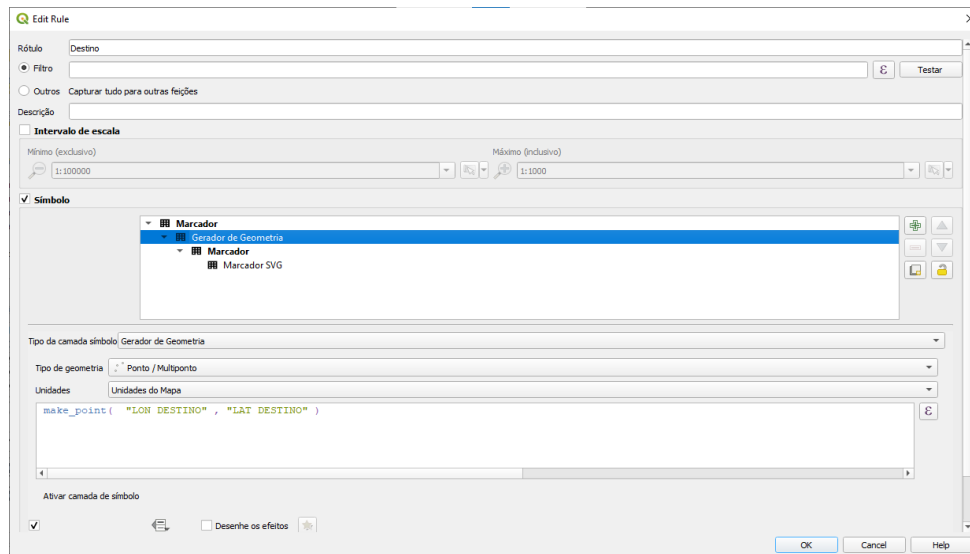 Edit Rule
Rótulo Destino
Filtro ε Testar
Outros Capturar tudo para outras feições
Descrição
Intervalo de escala
Mínimo (exclusivo) Máximo (inclusivo)
1:100000 1:1000
Símbolo
Marcador
Gerador de Geometria
Marcador
Marcador SVG
Tipo da camada símbolo Gerador de Geometria
Tipo de geometria Ponto / Multiponto
Unidades Unidades do Mapa
make_point( "LON DESTINO" , "LAT DESTINO" ) ε
Ativar camada de símbolo
Desenhe os efeitos
OK Cancel Help